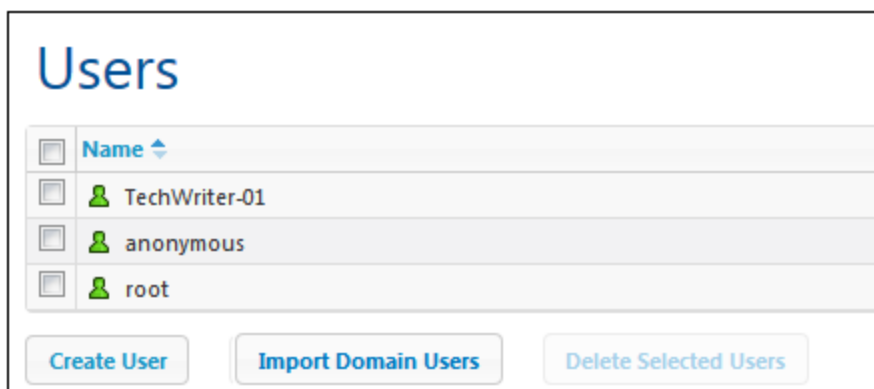 Users
Name
TechWriter-01
anonymous
root
Create User Import Domain Users Delete Selected Users